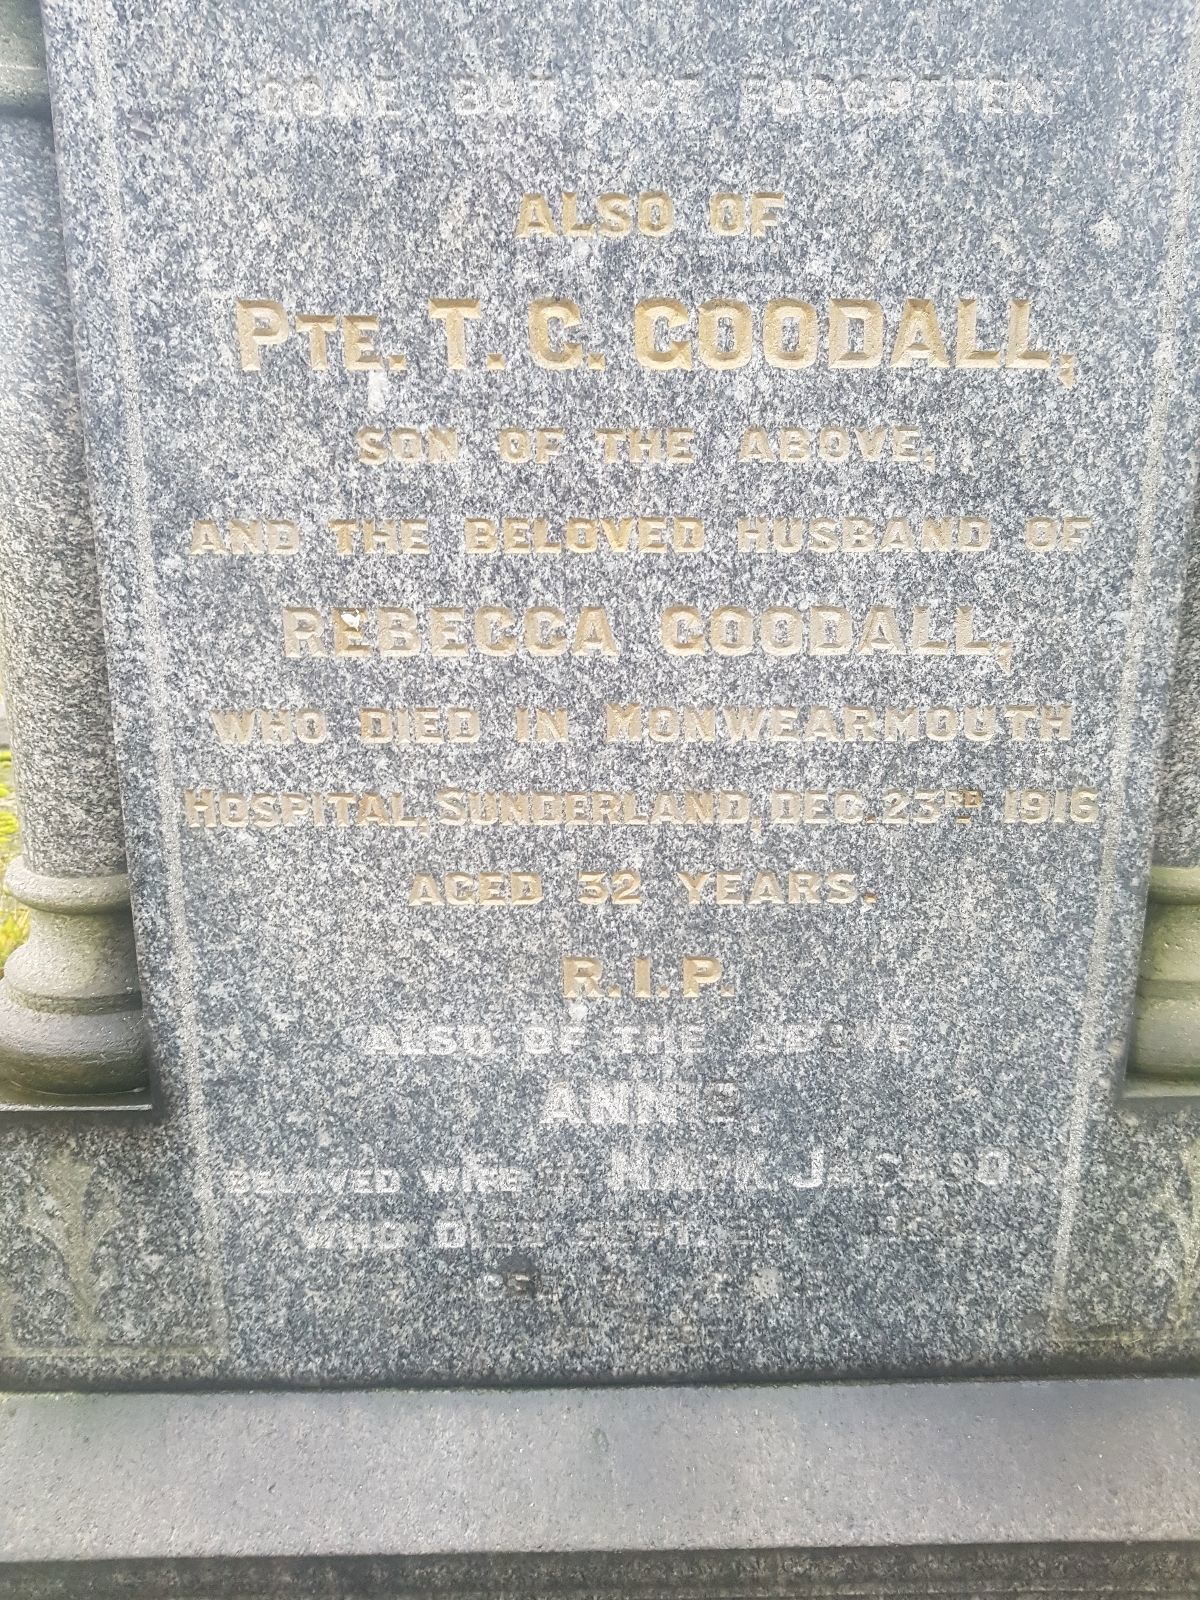 GONE BUT NOT FORGOTTEN.
ALSO OF
PTE. T. C. GOODALL,
SON OF THE ABOVE,
AND THE BELOVED HUSBAND OF
REBECCA GOODALL,
WHO DIED IN MONWEARMOUTH
HOSPITAL, SUNDERLAND, DEC. 23RD 1916
AGED 32 YEARS.
R.I.P.
ALSO OF THE ABOVE
ANNIE
BELOVED WIFE OF
WHO DIED SEPT.